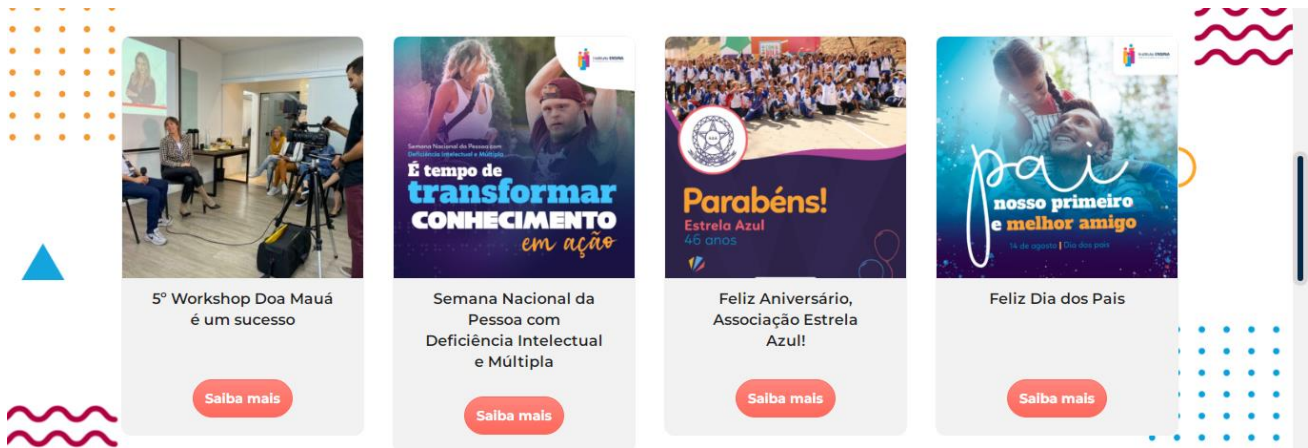 Semana Nacional da Pessoa com
Deficiência Intelectual e Múltipla
É tempo de
transformar
CONHECIMENTO
em ação
Parabéns!
Estrela Azul
46 anos
pai
nosso primeiro
e melhor amigo
14 de agosto | Dia dos pais
5º Workshop Doa Mauá
é um sucesso
Saiba mais
Semana Nacional da
Pessoa com
Deficiência Intelectual
e Múltipla
Saiba mais
Feliz Aniversário,
Associação Estrela
Azul!
Saiba mais
Feliz Dia dos Pais
Saiba mais